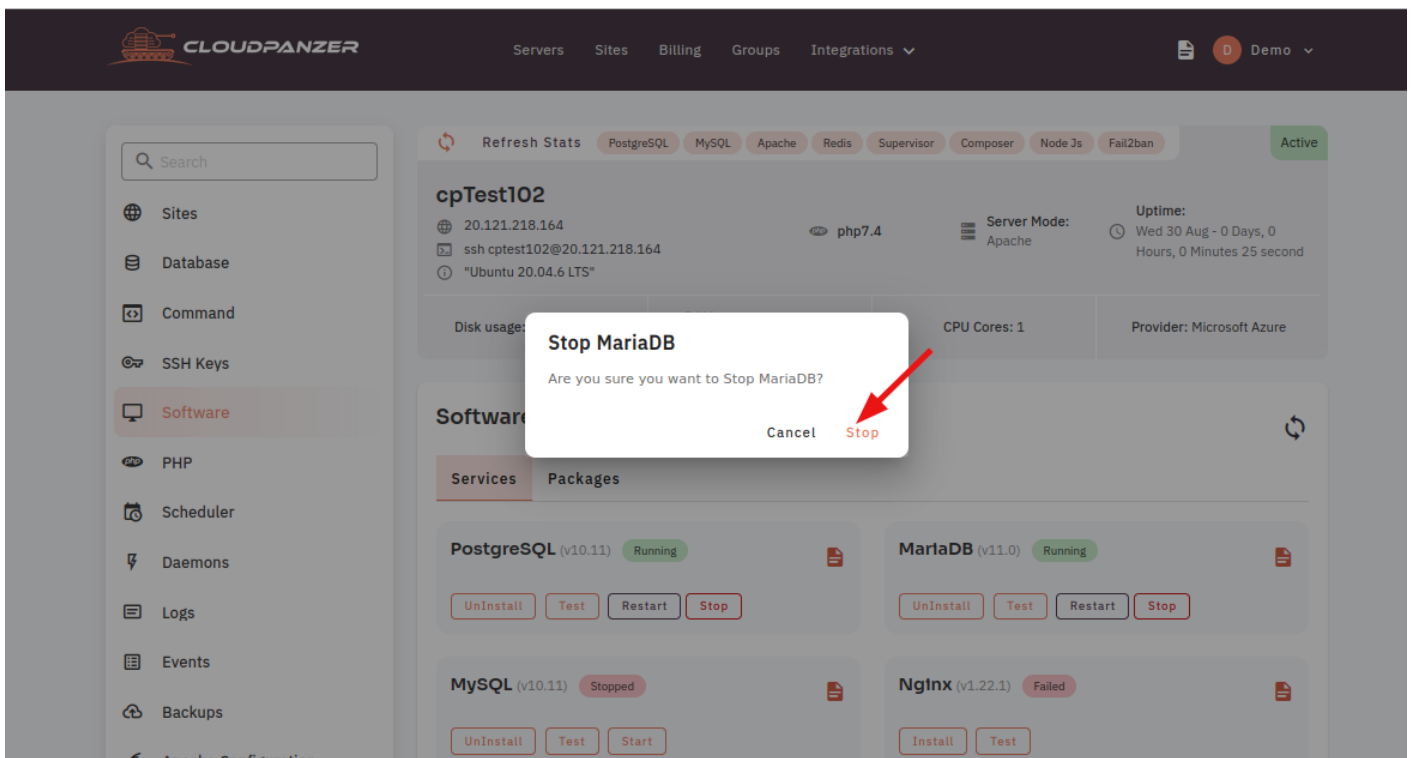 CLOUDPANZER
Servers Sites Billing Groups Integrations
D Demo
Search
Sites
Database
Command
SSH Keys
Software
php PHP
Scheduler
Daemons
Logs
Events
Backups
Refresh Stats PostgreSQL MySQL Apache Redis Supervisor Composer Node Js Fail2ban Active
cpTest102
20.121.218.164
ssh cptest102@20.121.218.164
"Ubuntu 20.04.6 LTS"
php php7.4
Server Mode:
Apache
Uptime:
Wed 30 Aug - 0 Days, 0
Hours, 0 Minutes 25 second
Disk usage:
CPU Cores: 1
Provider: Microsoft Azure
Stop MariaDB
Are you sure you want to Stop MariaDB?
Cancel Stop
Software
Services Packages
PostgreSQL (v10.11) Running
UnInstall Test Restart Stop
MariaDB (v11.0) Running
UnInstall Test Restart Stop
MySQL (v10.11) Stopped
UnInstall Test Start
Nginx (v1.22.1) Failed
Install Test